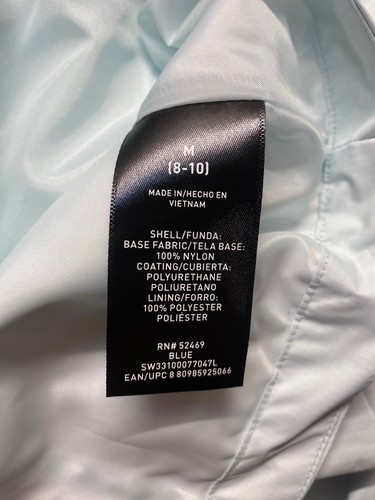 M
(8-10)
MADE IN/HECHO EN
VIETNAM
SHELL/FUNDA:
BASE FABRIC/TELA BASE:
100% NYLON
COATING/CUBIERTA:
POLYURETHANE
POLIURETANO
LINING/FORRO:
100% POLYESTER
POLIÉSTER
RN# 52469
BLUE
SW33100077047L
EAN/UPC 8 80985925066